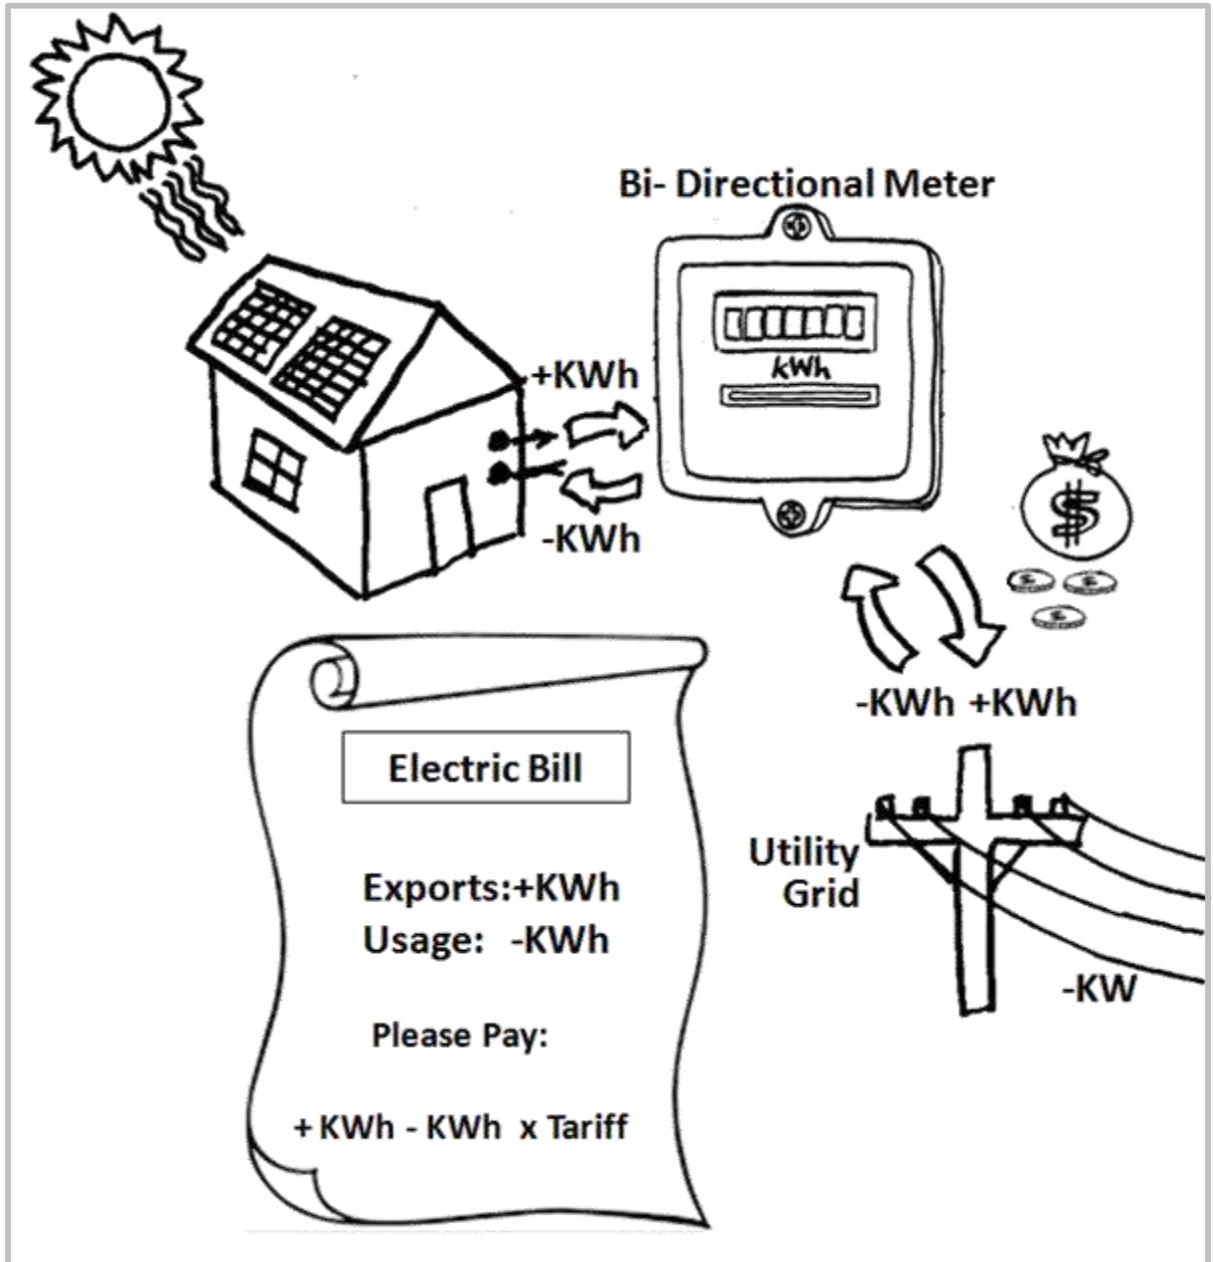 Bi- Directional Meter
kWh
+KWh
-KWh
$
-KWh +KWh
Utility
Grid
-KW
Electric Bill
Exports:+KWh
Usage: -KWh
Please Pay:
+ KWh - KWh x Tariff